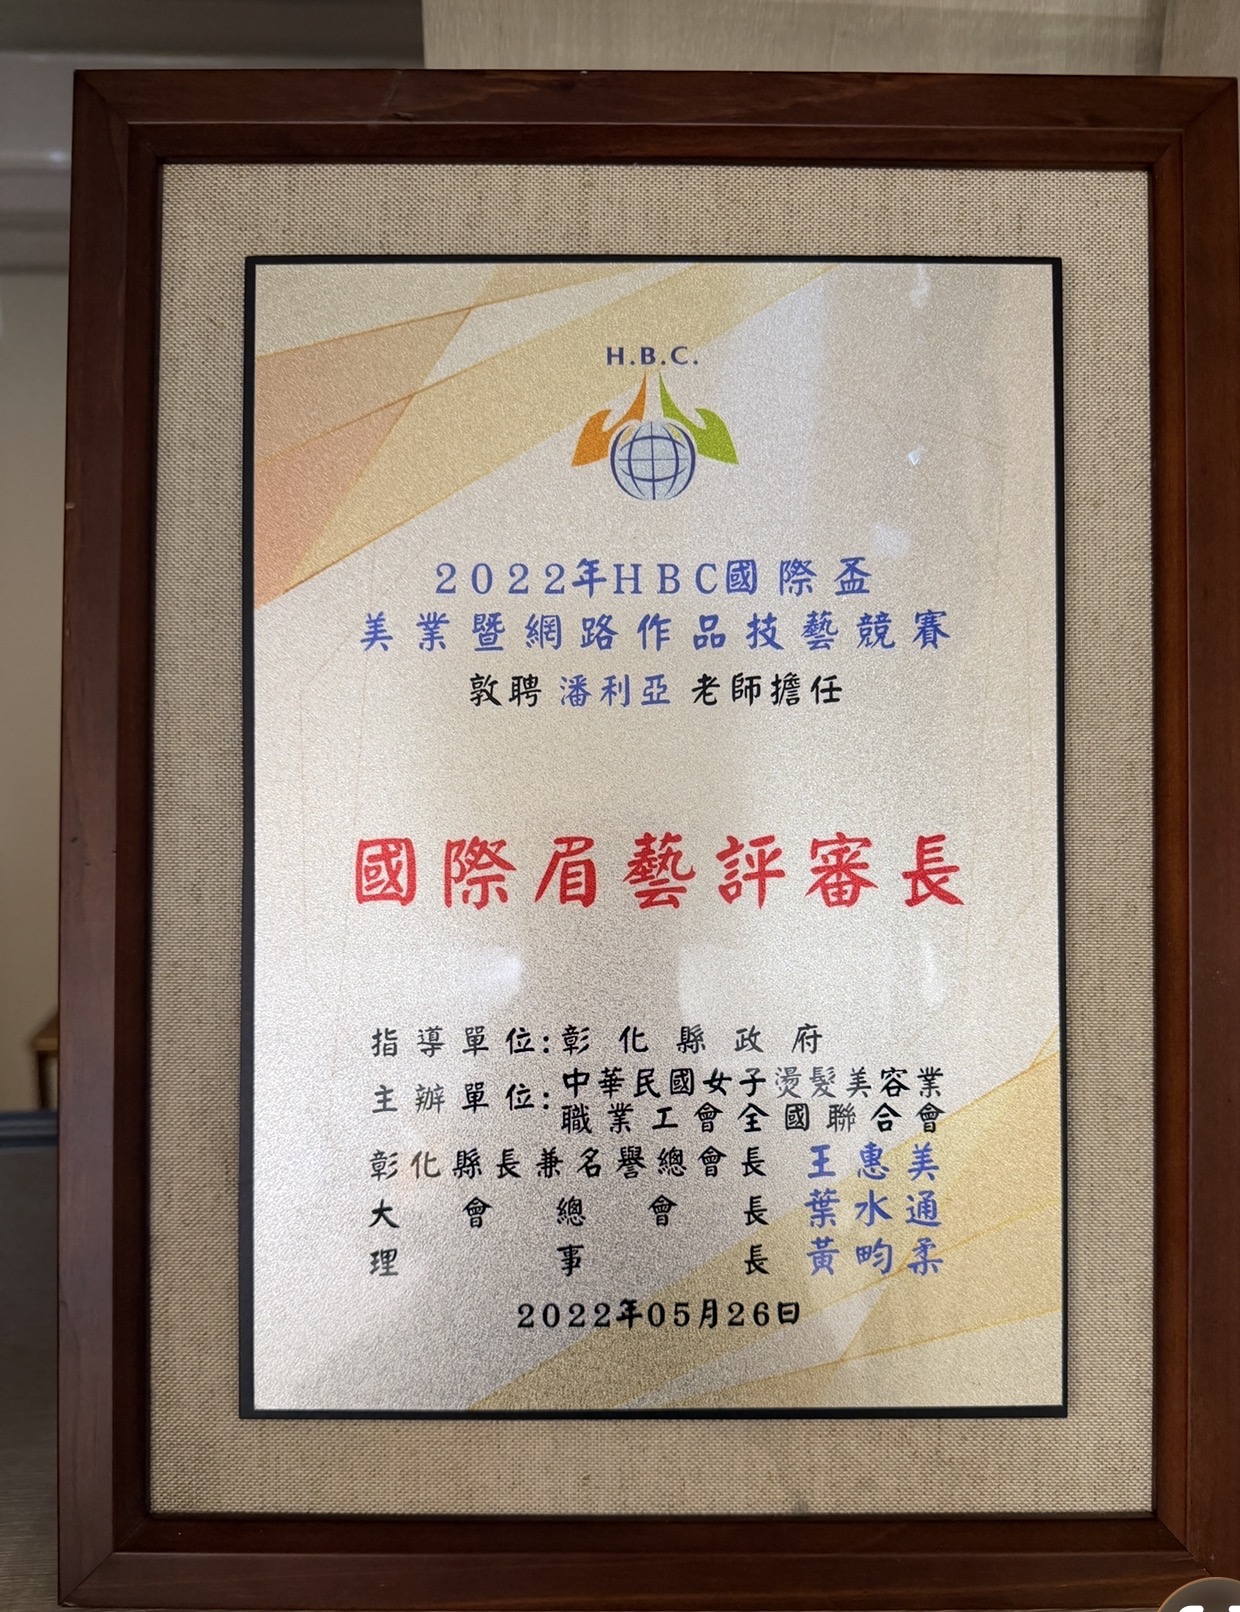 H.B.C.
2022年HBC國際盃
美業暨網路作品技藝競賽
敦聘 潘利亞 老師擔任
國際眉藝評審長
指導單位:彰化縣政府
主辦單位:中華民國女子燙髮美容業
職業工會全國聯合會
彰化縣長兼名譽總會長 王惠美
大會總會長 葉水通
理事長 黃畇柔
2022年05月26日